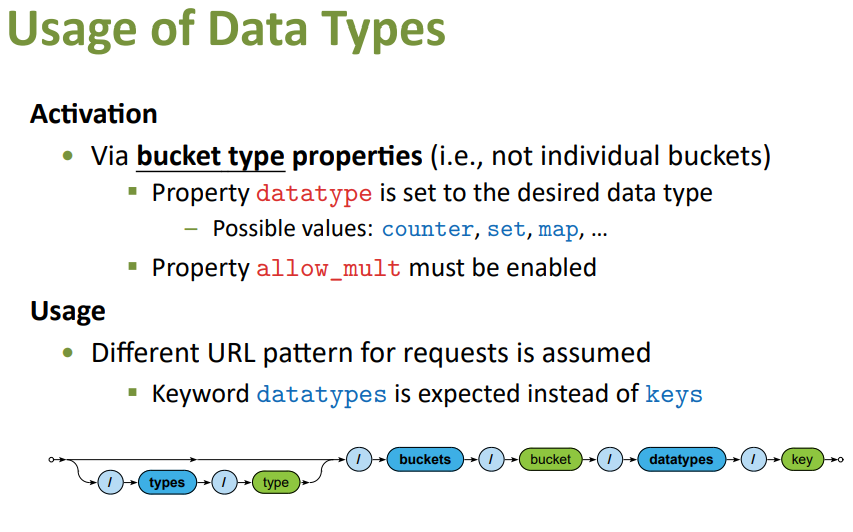 Usage of Data Types
Activation
• Via bucket type properties (i.e., not individual buckets)
▪ Property datatype is set to the desired data type
– Possible values: counter, set, map, ...
▪ Property allow_mult must be enabled
Usage
• Different URL pattern for requests is assumed
▪ Keyword datatypes is expected instead of keys
/ buckets / bucket / datatypes / key
/ types / type